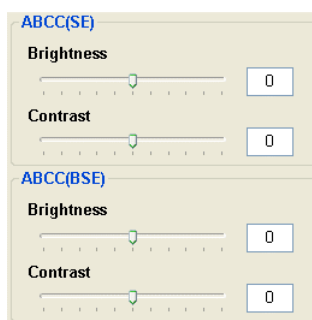 ABCC(SE)
Brightness
0
Contrast
0
ABCC(BSE)
Brightness
0
Contrast
0